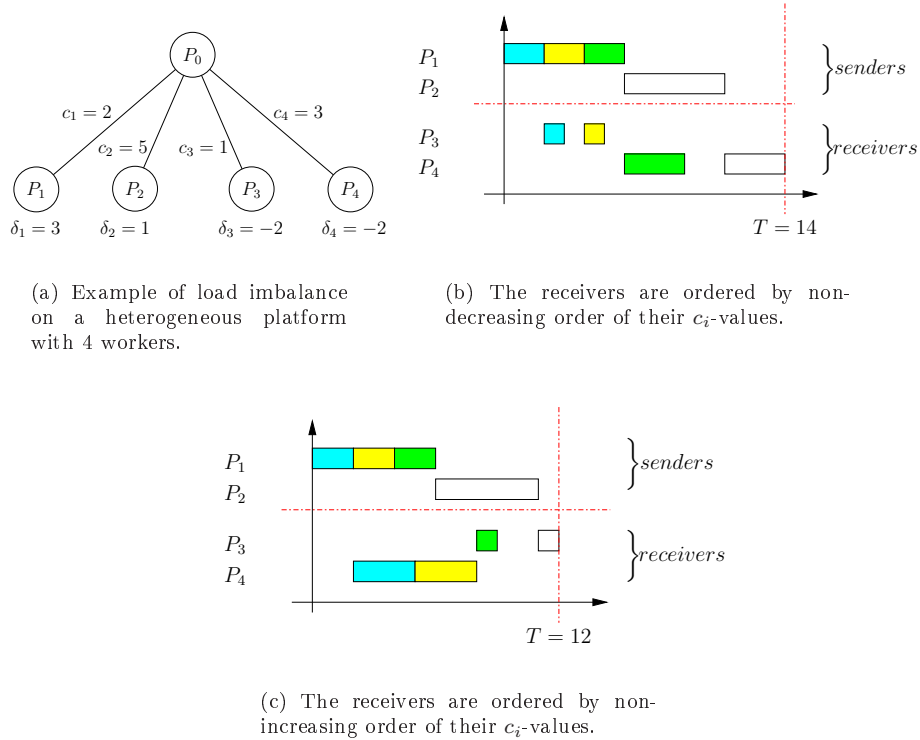 P₀
c₁ = 2
c₂ = 5
c₃ = 1
c₄ = 3
P₁
P₂
P₃
P₄
δ₁ = 3
δ₂ = 1
δ₃ = −2
δ₄ = −2
(a) Example of load imbalance
on a heterogeneous platform
with 4 workers.
P₁
P₂
senders
P₃
P₄
receivers
T = 14
(b) The receivers are ordered by non-
decreasing order of their cᵢ-values.
P₁
P₂
senders
P₃
P₄
receivers
T = 12
(c) The receivers are ordered by non-
increasing order of their cᵢ-values.